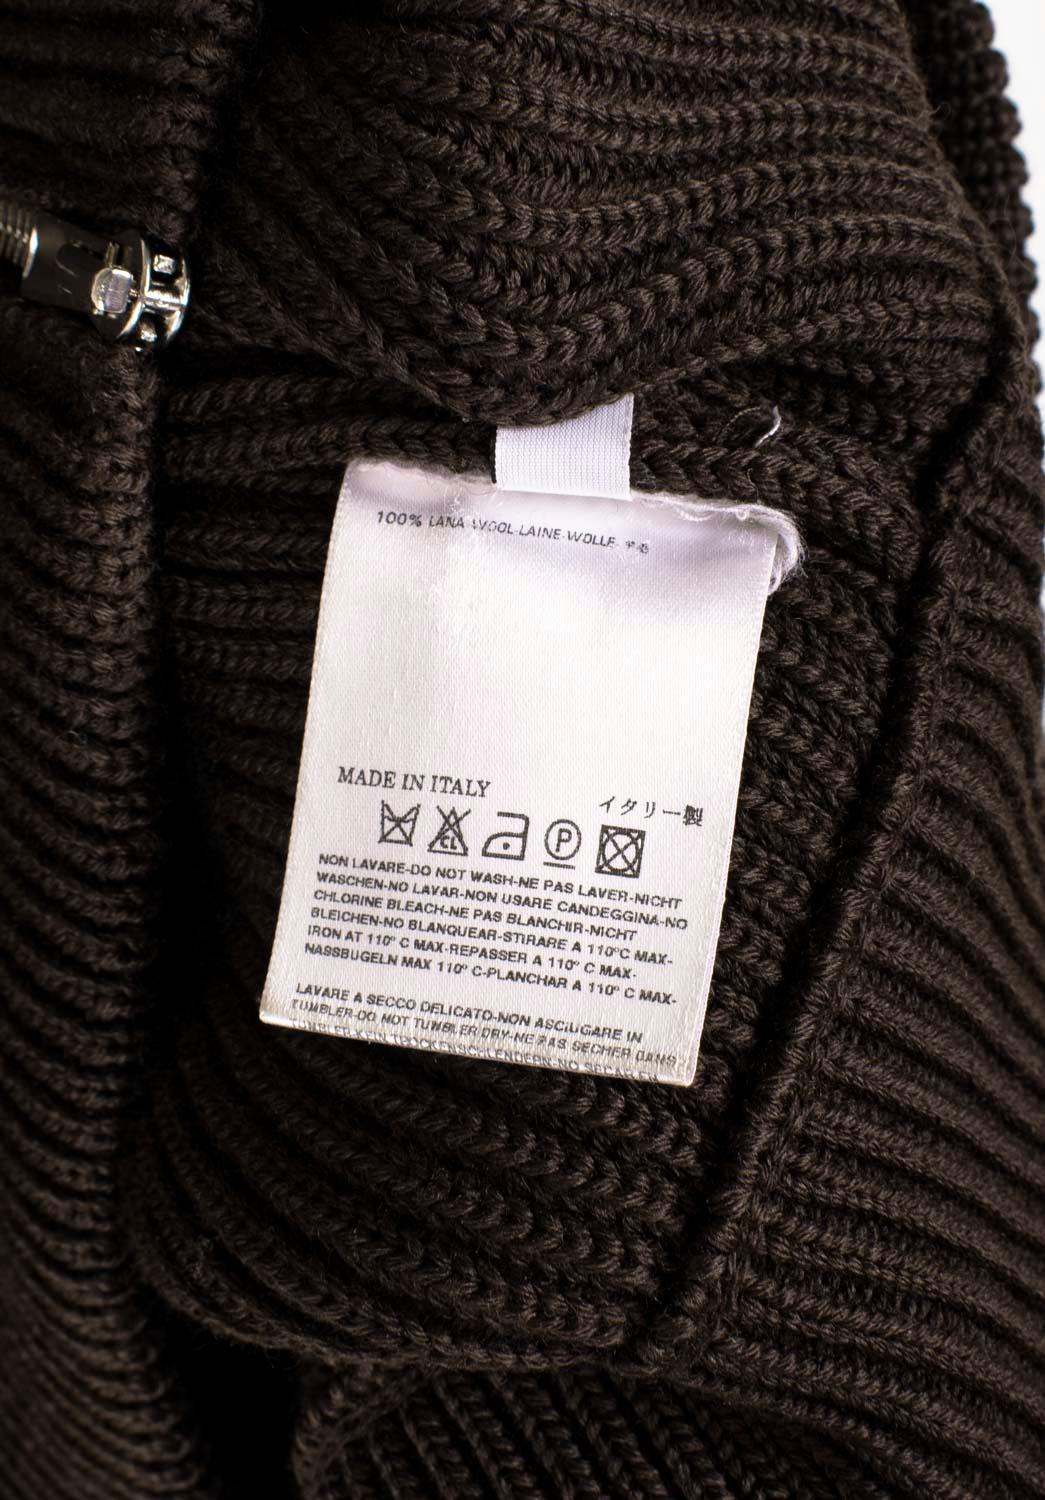 100% LANA-WOOL-LAINE-WOLLE-羊毛
MADE IN ITALY
イタリー製
CL
P
NON LAVARE-DO NOT WASH-NE PAS LAVER-NICHT
WASCHEN-NO LAVAR-NON USARE CANDEGGINA-NO
CHLORINE BLEACH-NE PAS BLANCHIR-NICHT
BLEICHEN-NO BLANQUEAR-STIRARE A 110°C MAX-
IRON AT 110° C MAX-REPASSER A 110° C MAX-
NASSBUGELN MAX 110° C-PLANCHAR A 110° C MAX-
LAVARE A SECCO DELICATO-NON ASCIUGARE IN
TUMBLER-DO NOT TUMBLER DRY-NE PAS SECHER DANS